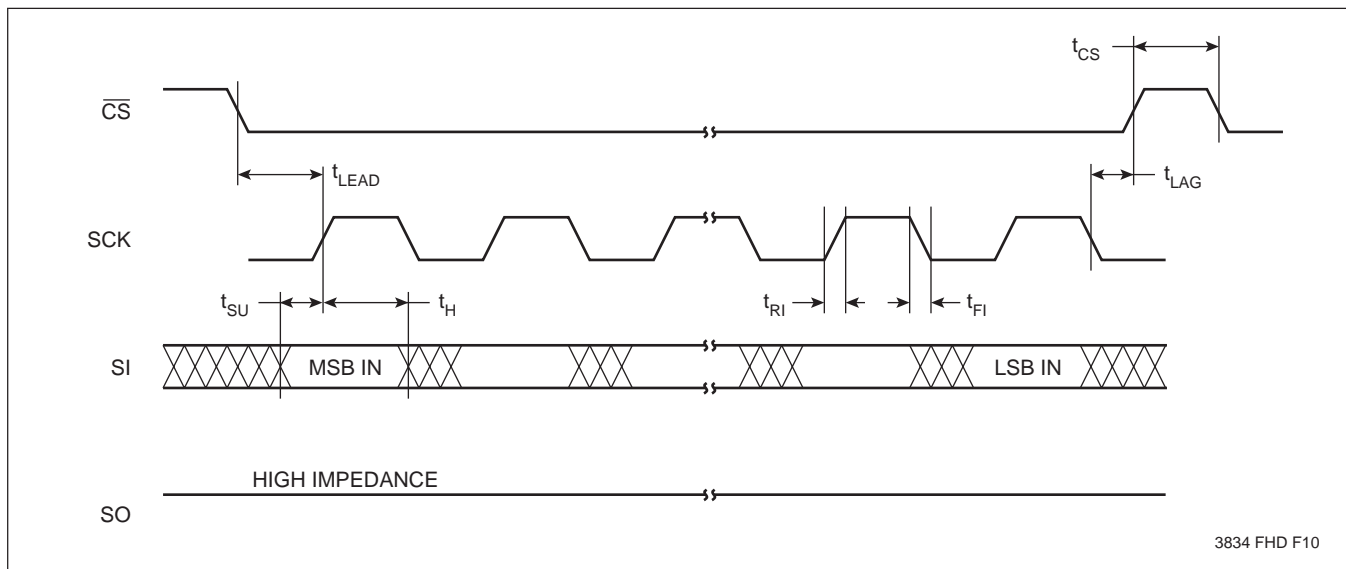 tCS
C̅S̅
tLEAD
tLAG
SCK
tSU
tH
tRI
tFI
SI
MSB IN
LSB IN
HIGH IMPEDANCE
SO
3834 FHD F10